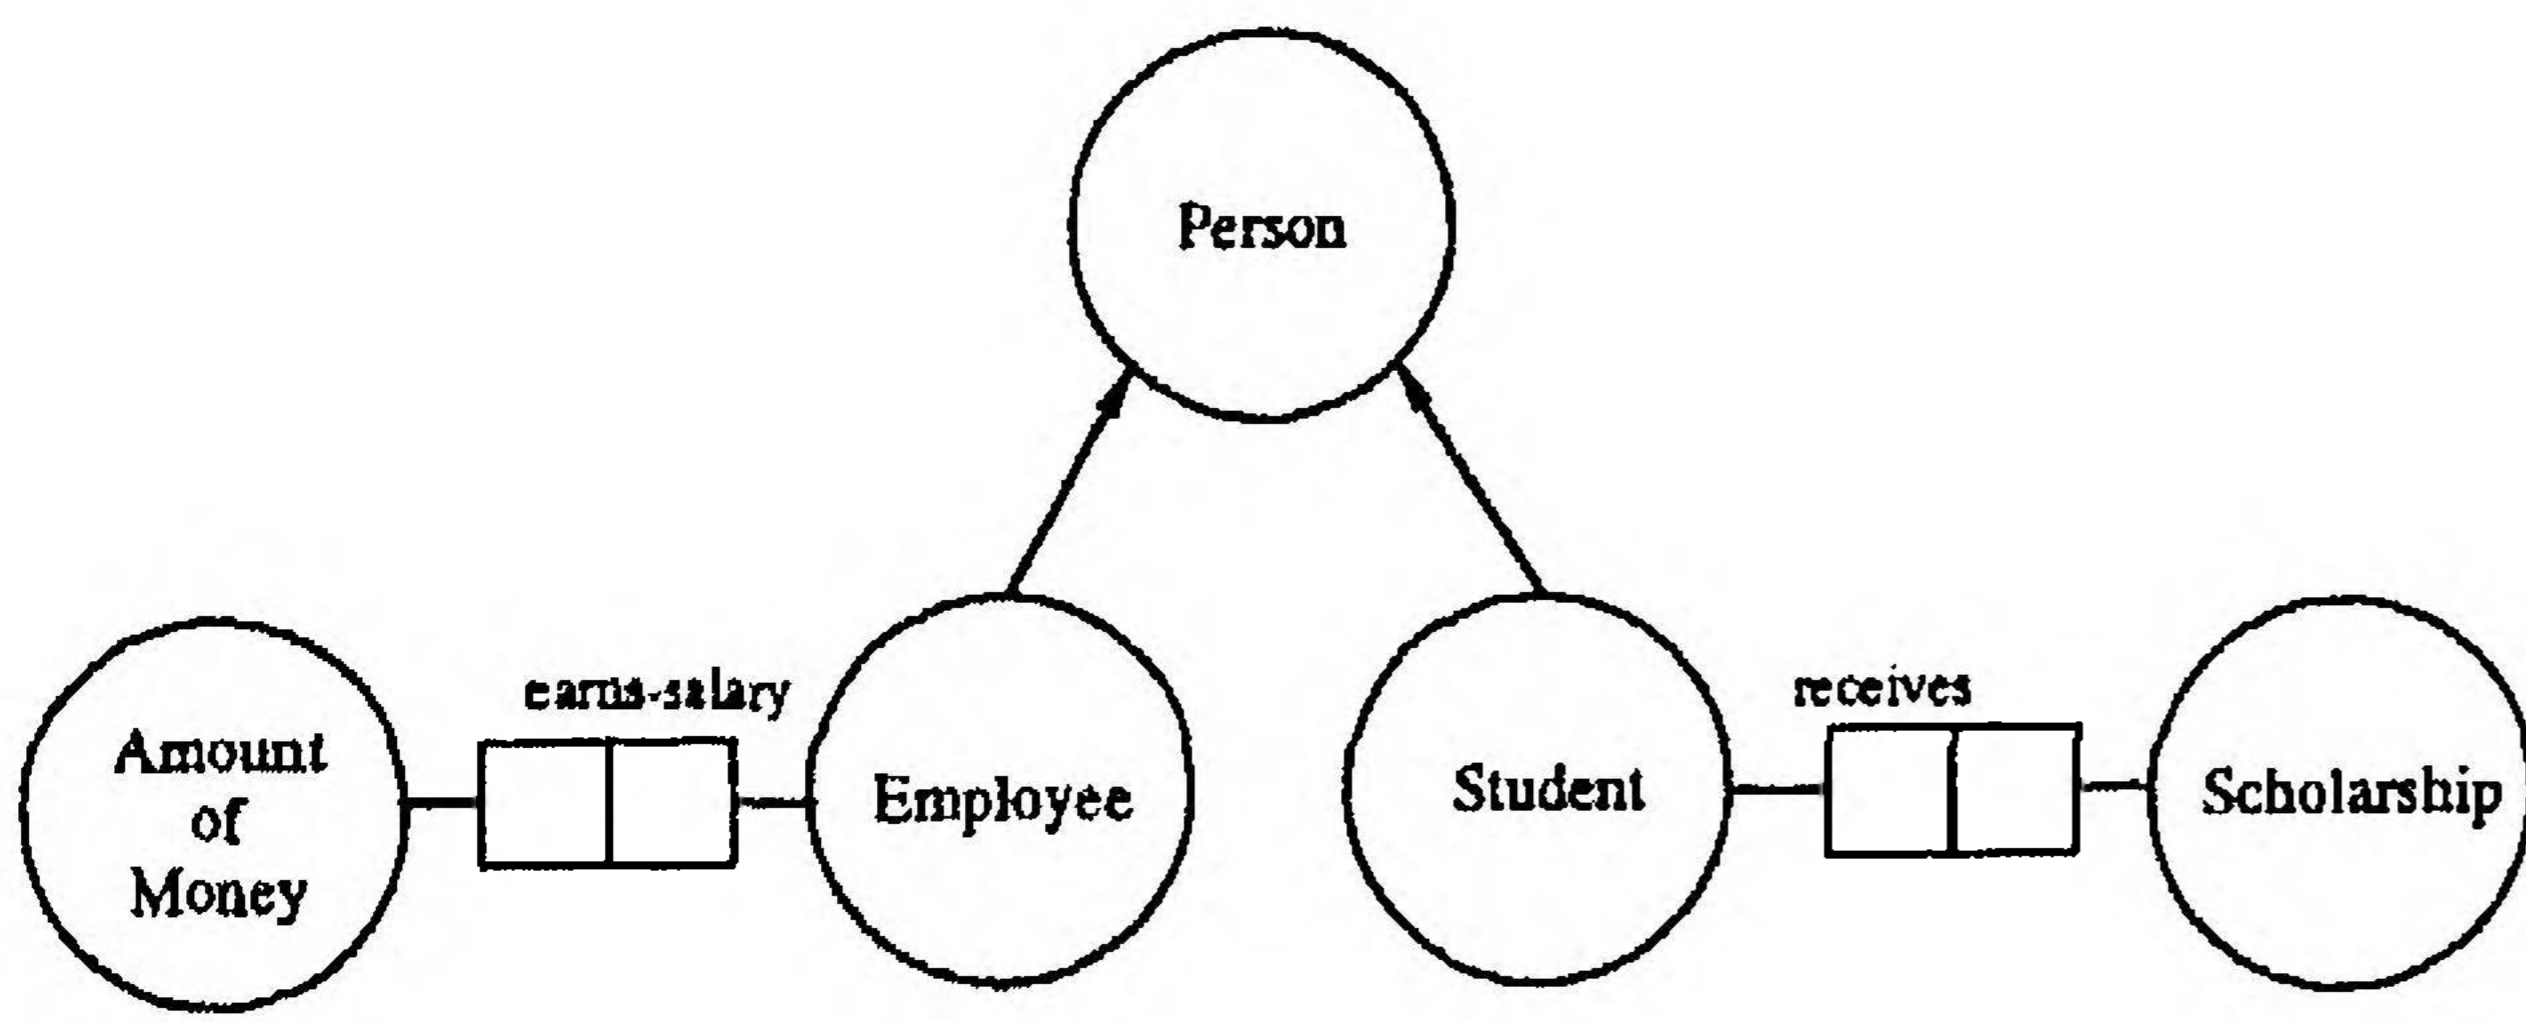 Person
earns-salary
receives
Amount
of
Money
Employee
Student
Scholarship